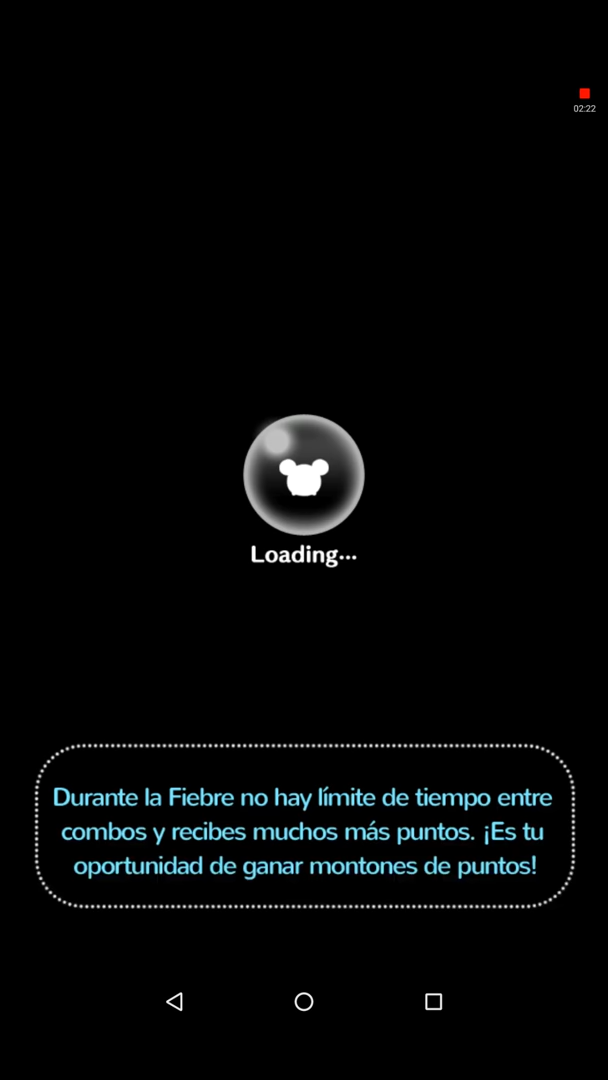 02:22
Loading...
Durante la Fiebre no hay límite de tiempo entre
combos y recibes muchos más puntos. ¡Es tu
oportunidad de ganar montones de puntos!